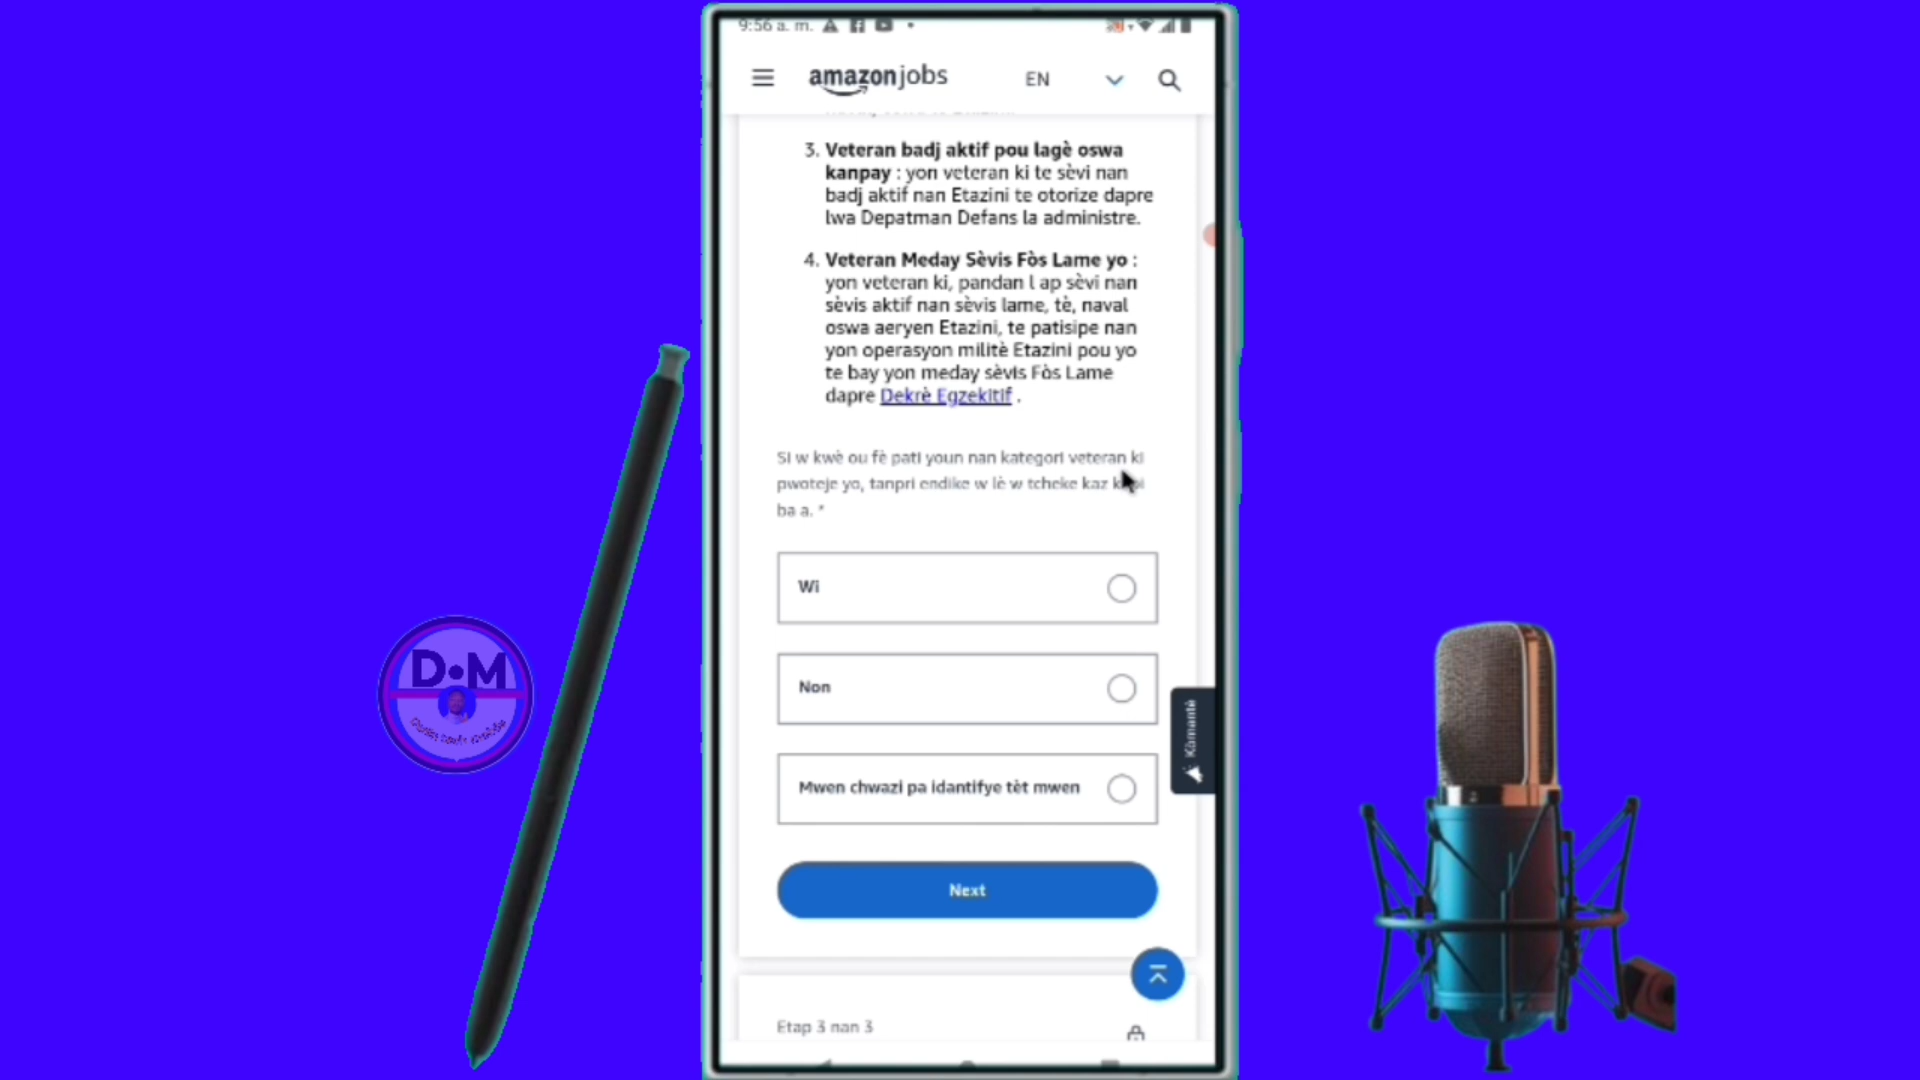 9:56 a. m.
amazon jobs
EN
3. Veteran badj aktif pou lagè oswa
kanpay : yon veteran ki te sèvi nan
badj aktif nan Etazini te otorize dapre
lwa Depatman Defans la administre.
4. Veteran Meday Sèvis Fòs Lame yo :
yon veteran ki, pandan l ap sèvi nan
sèvis aktif nan sèvis lame, tè, naval
oswa aeryen Etazini, te patisipe nan
yon operasyon militè Etazini pou yo
te bay yon meday sèvis Fòs Lame
dapre Dekrè Egzekitif .
Si w kwè ou fè pati youn nan kategori veteran ki
pwoteje yo, tanpri endike w lè w tcheke kaz
ba a. *
Wi
Non
Mwen chwazi pa idantifye tèt mwen
Kòmantè
Next
Etap 3 nan 3
D•M